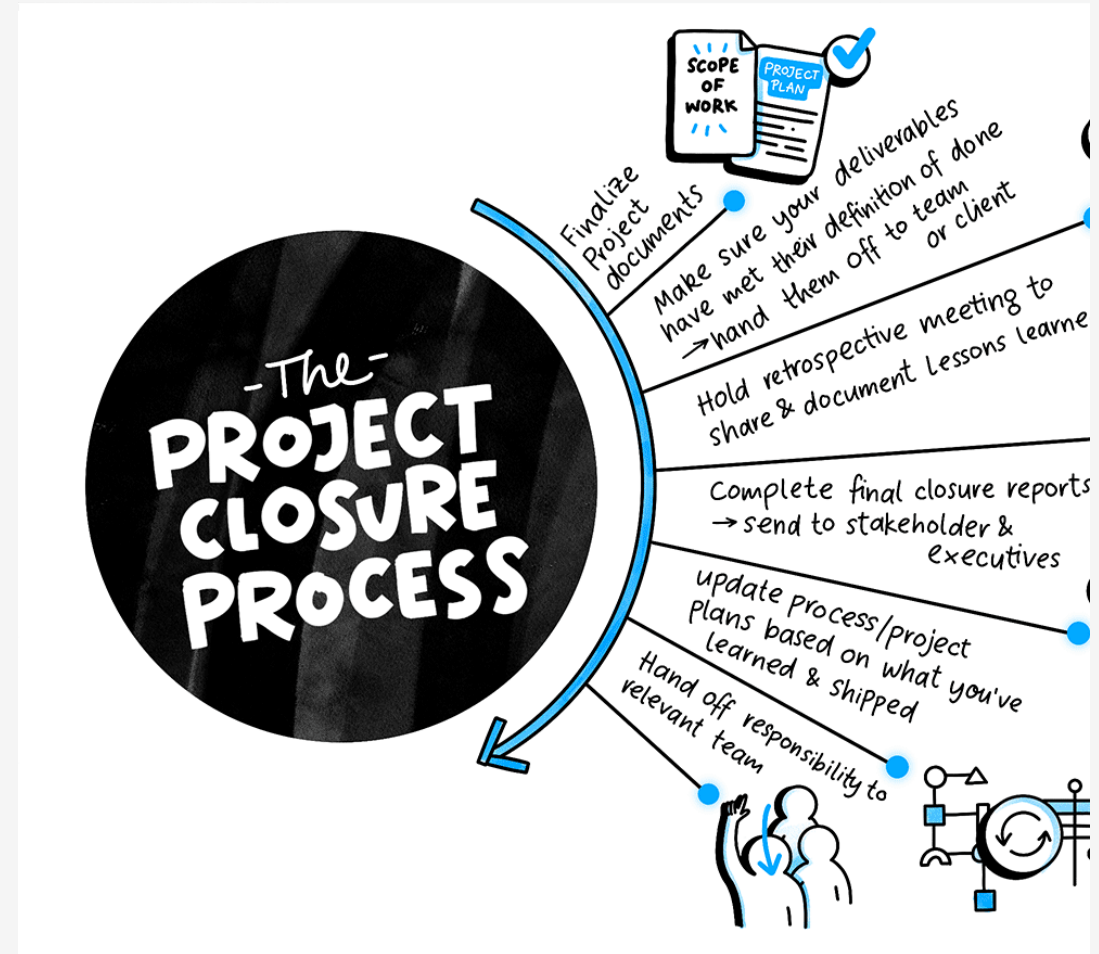 SCOPE
OF
WORK
PROJECT
PLAN
Finalize
Project
documents
Make sure your deliverables
have met their definition of done
→ hand them off to team
or client
Hold retrospective meeting to
share & document Lessons learne
Complete final closure reports
→ send to stakeholder &
executives
update process/project
Plans based on what you've
learned & shipped
Hand off responsibility to
relevant team
-The-
PROJECT
CLOSURE
PROCESS